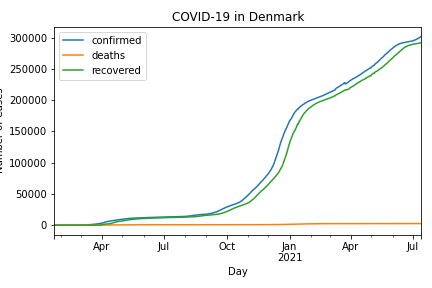 COVID-19 in Denmark
confirmed
deaths
recovered
300000
250000
200000
150000
100000
50000
0
Apr
Jul
Oct
Jan
2021
Apr
Jul
Day